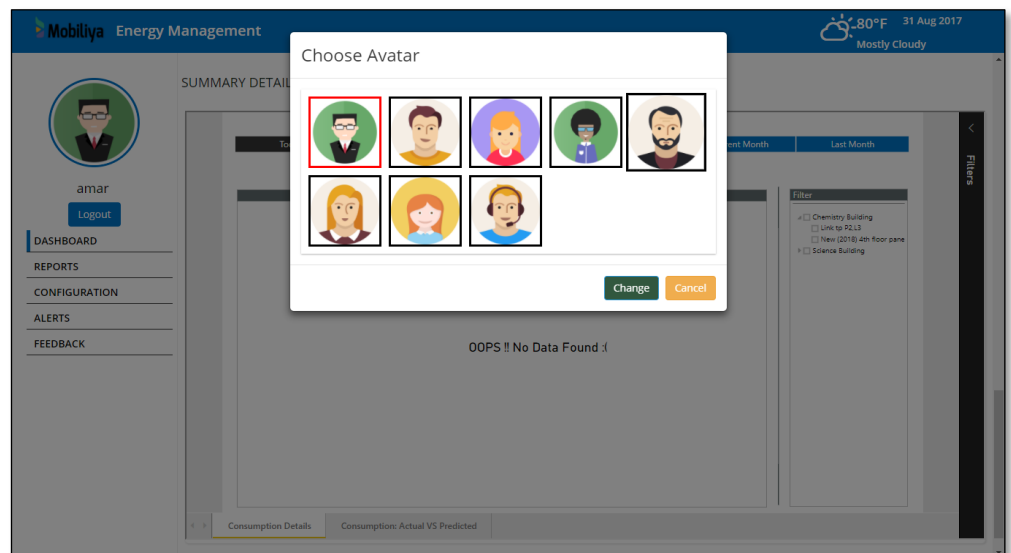 Mobiliya Energy Management
80°F 31 Aug 2017
Mostly Cloudy
Choose Avatar
SUMMARY DETAIL
ent Month
Last Month
Filters
amar
Logout
DASHBOARD
REPORTS
CONFIGURATION
ALERTS
FEEDBACK
Filter
Chemistry Building
Link tp P2,L3
New (2018) 4th floor pane
Science Building
Change
Cancel
OOPS !! No Data Found :(
Consumption Details
Consumption: Actual VS Predicted